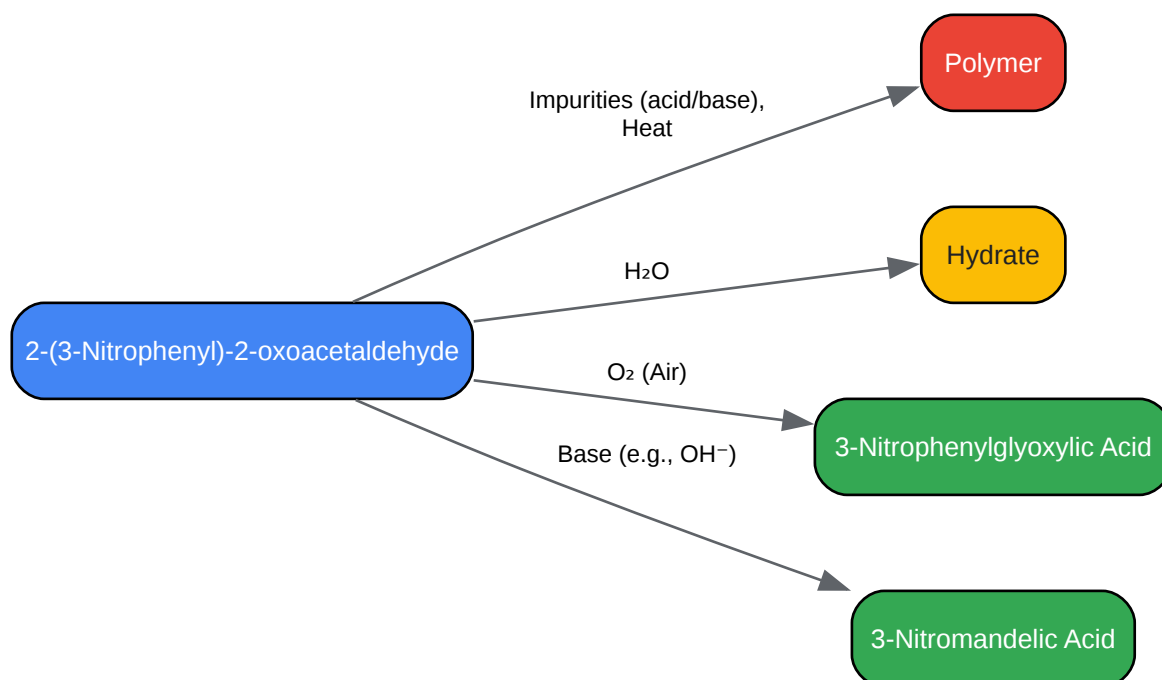 Polymer
Impurities (acid/base),
Heat
Hydrate
H₂O
2-(3-Nitrophenyl)-2-oxoacetaldehyde
O₂ (Air)
3-Nitrophenylglyoxylic Acid
Base (e.g., OH⁻)
3-Nitromandelic Acid